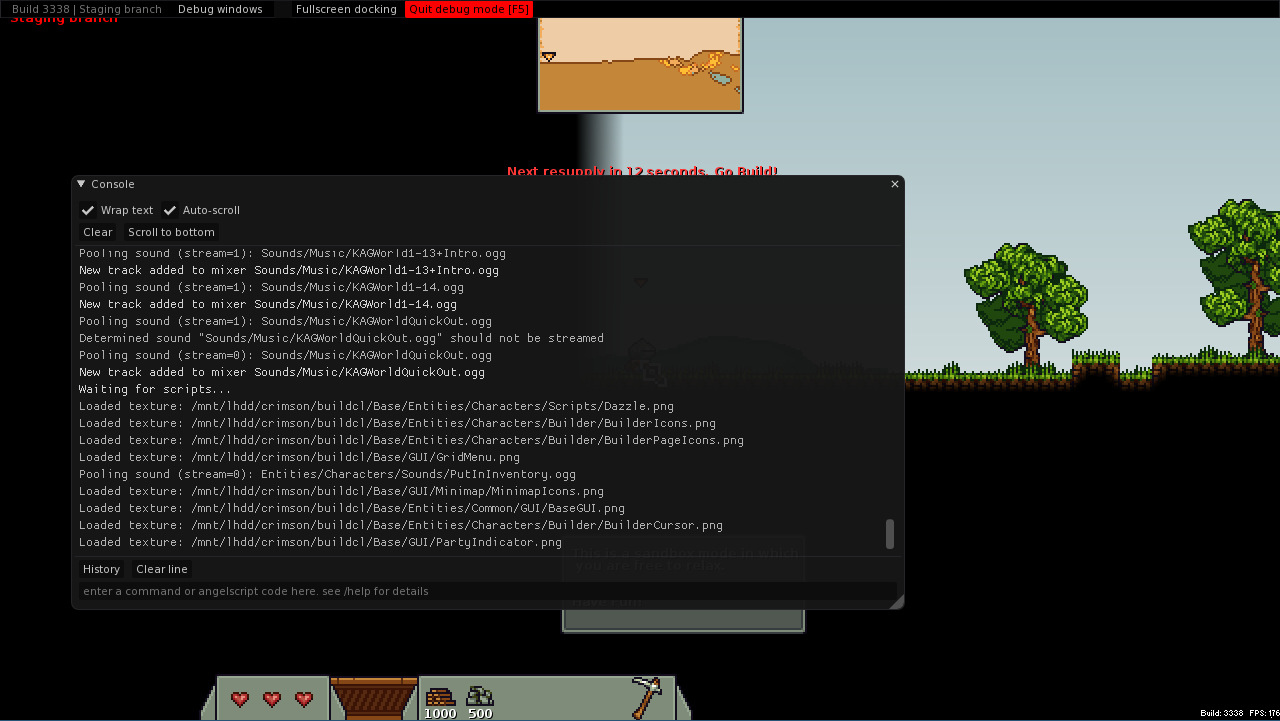 Build 3338 | Staging branch Debug windows Fullscreen docking Quit debug mode [F5]
Staging branch
Next resupply in 12 seconds, Go Build!
Console
Wrap text Auto-scroll
Clear Scroll to bottom
Pooling sound (stream=1): Sounds/Music/KAGWorld1-13+Intro.ogg
New track added to mixer Sounds/Music/KAGWorld1-13+Intro.ogg
Pooling sound (stream=1): Sounds/Music/KAGWorld1-14.ogg
New track added to mixer Sounds/Music/KAGWorld1-14.ogg
Pooling sound (stream=1): Sounds/Music/KAGWorldQuickOut.ogg
Determined sound "Sounds/Music/KAGWorldQuickOut.ogg" should not be streamed
Pooling sound (stream=0): Sounds/Music/KAGWorldQuickOut.ogg
New track added to mixer Sounds/Music/KAGWorldQuickOut.ogg
Waiting for scripts...
Loaded texture: /mnt/lhdd/crimson/buildcl/Base/Entities/Characters/Scripts/Dazzle.png
Loaded texture: /mnt/lhdd/crimson/buildcl/Base/Entities/Characters/Builder/BuilderIcons.png
Loaded texture: /mnt/lhdd/crimson/buildcl/Base/Entities/Characters/Builder/BuilderPageIcons.png
Loaded texture: /mnt/lhdd/crimson/buildcl/Base/GUI/GridMenu.png
Pooling sound (stream=0): Entities/Characters/Sounds/PutInInventory.ogg
Loaded texture: /mnt/lhdd/crimson/buildcl/Base/GUI/Minimap/MinimapIcons.png
Loaded texture: /mnt/lhdd/crimson/buildcl/Base/Entities/Common/GUI/BaseGUI.png
Loaded texture: /mnt/lhdd/crimson/buildcl/Base/Entities/Characters/Builder/BuilderCursor.png
Loaded texture: /mnt/lhdd/crimson/buildcl/Base/GUI/PartyIndicator.png
This is a sandbox mode in which
you are free to relax
History Clear line
enter a command or angelscript code here. see /help for details
1000 500
Build: 3338 FPS: 176